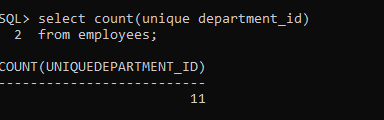 SQL> select count(unique department_id)
  2  from employees;
COUNT(UNIQUEDEPARTMENT_ID)
--------------------------
                        11